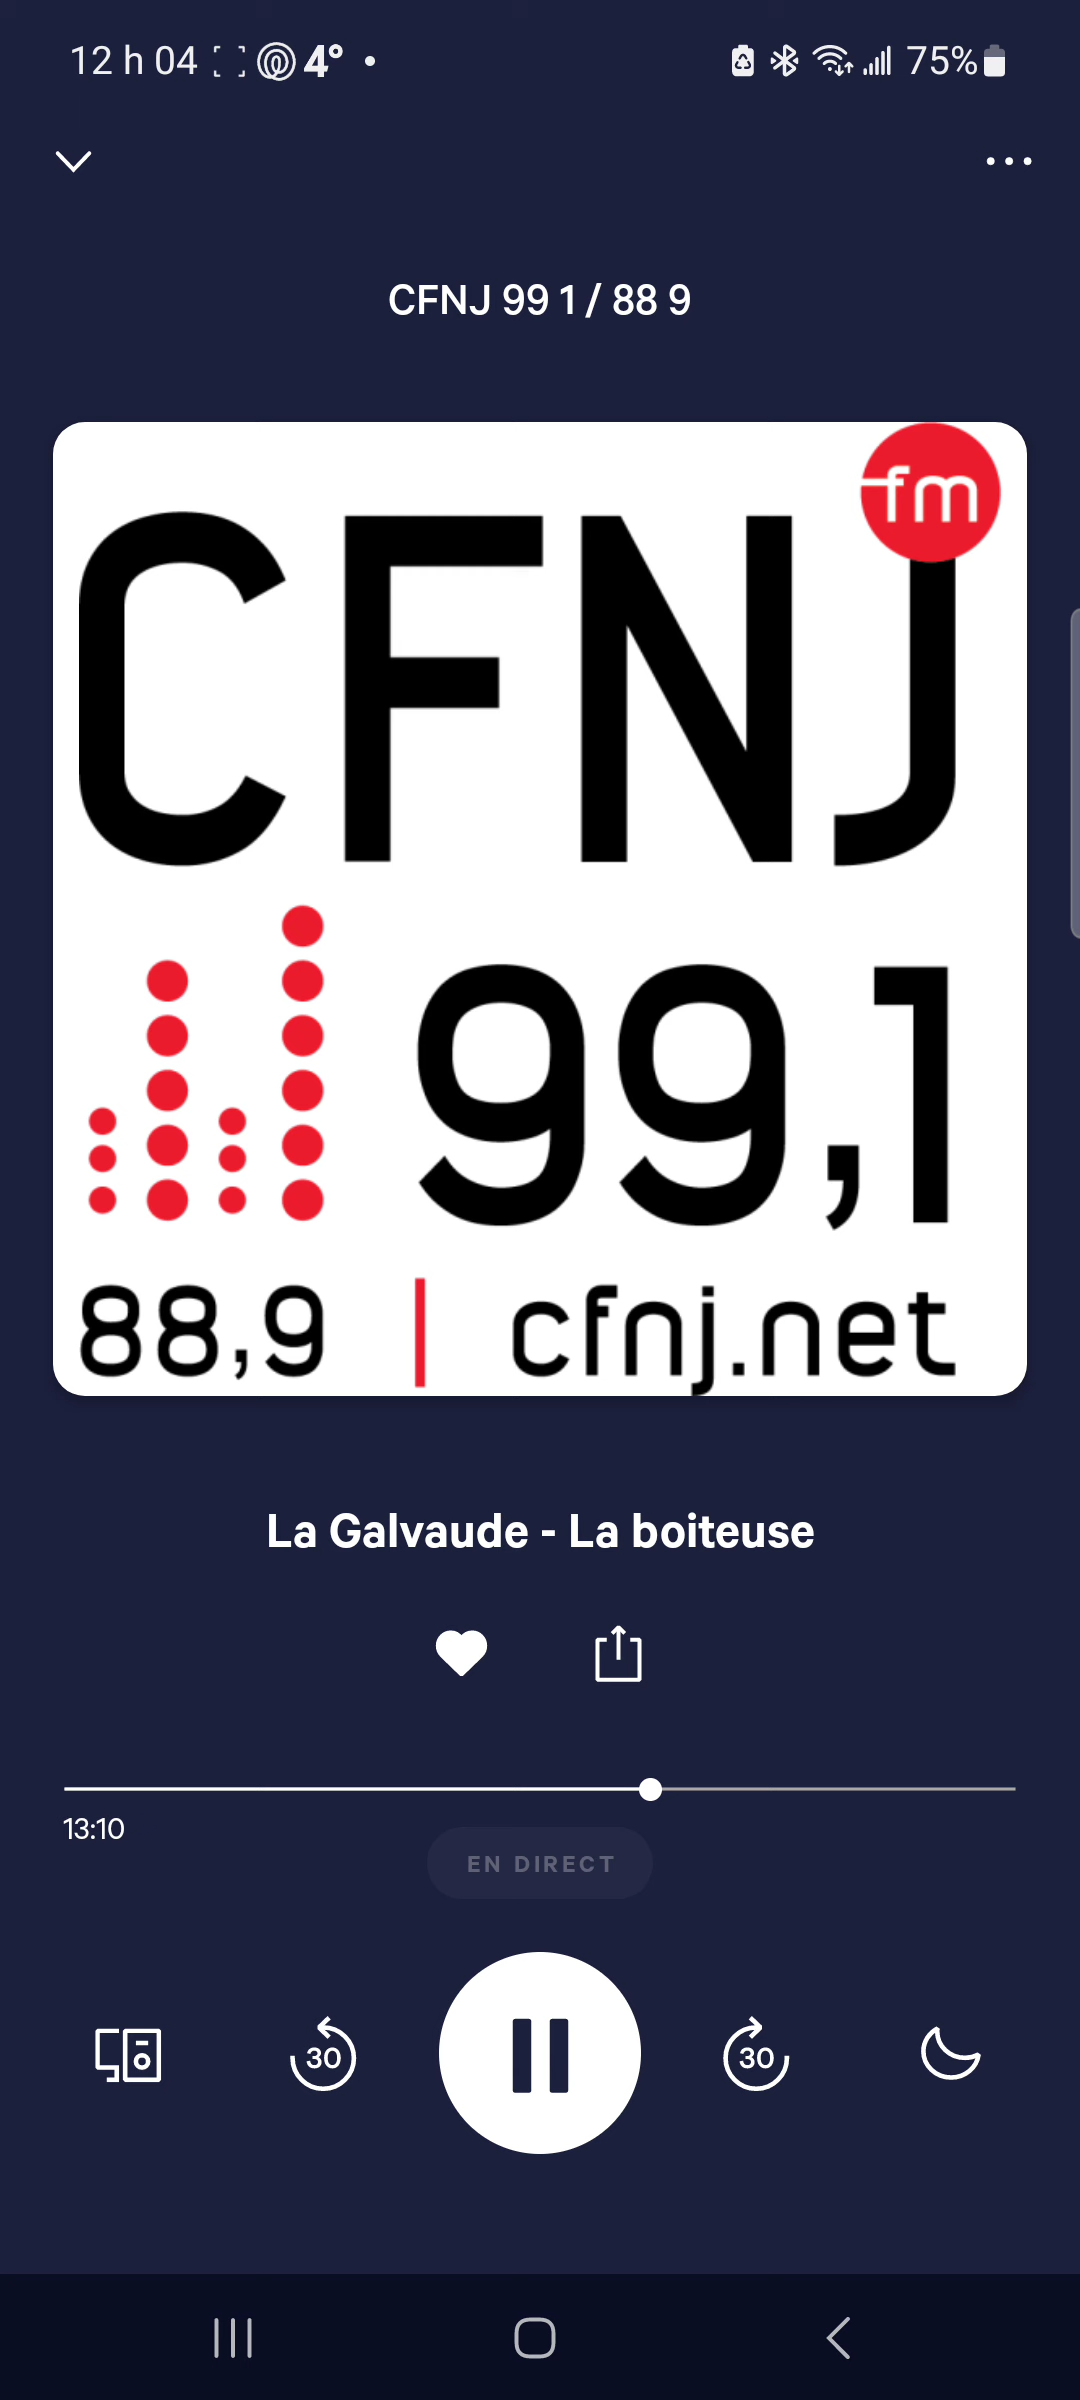 12 h 04 4° 75%
CFNJ 99 1 / 88 9
fm
CFNJ
99,1
88,9 | cfnj.net
La Galvaude - La boiteuse
13:10
EN DIRECT
30 30